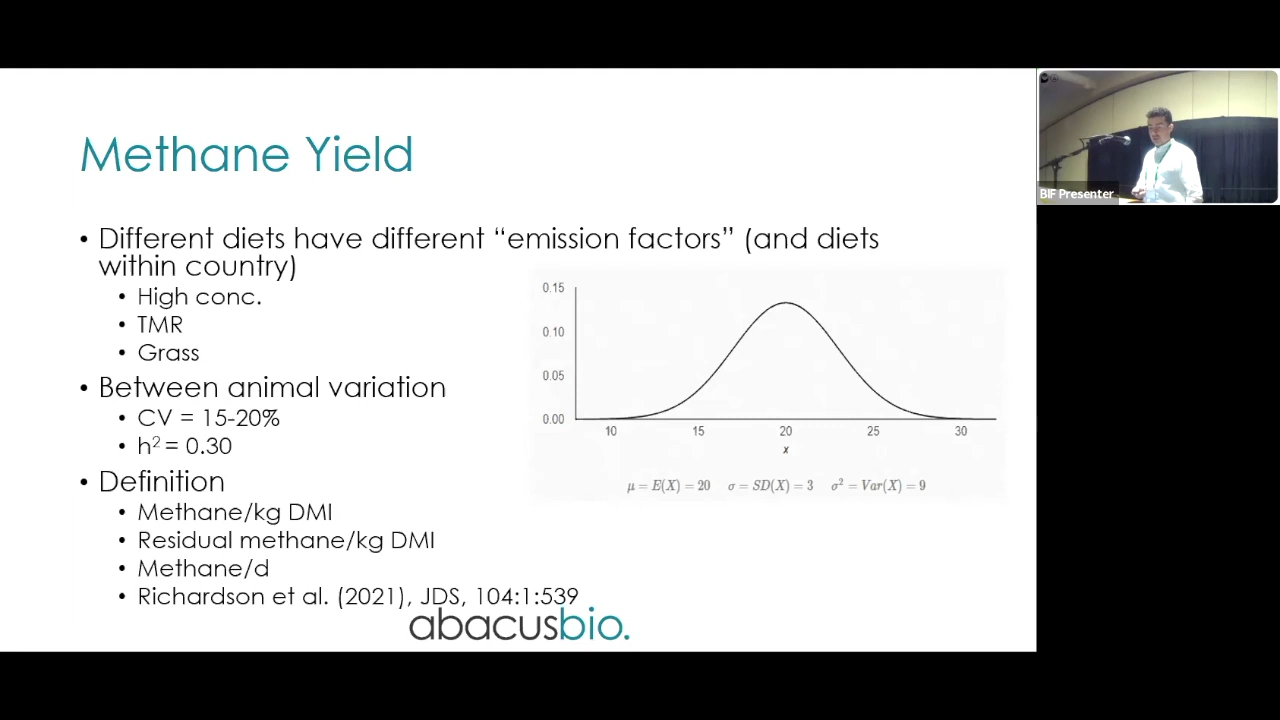 Methane Yield
• Different diets have different “emission factors” (and diets
within country)
• High conc.
• TMR
• Grass
• Between animal variation
• CV = 15-20%
• h² = 0.30
• Definition
• Methane/kg DMI
• Residual methane/kg DMI
• Methane/d
• Richardson et al. (2021), JDS, 104:1:539
0.15
0.10
0.05
0.00
10 15 20 25 30
x
μ = E(X) = 20 σ = SD(X) = 3 σ² = Var(X) = 9
abacusbio.
BIF Presenter